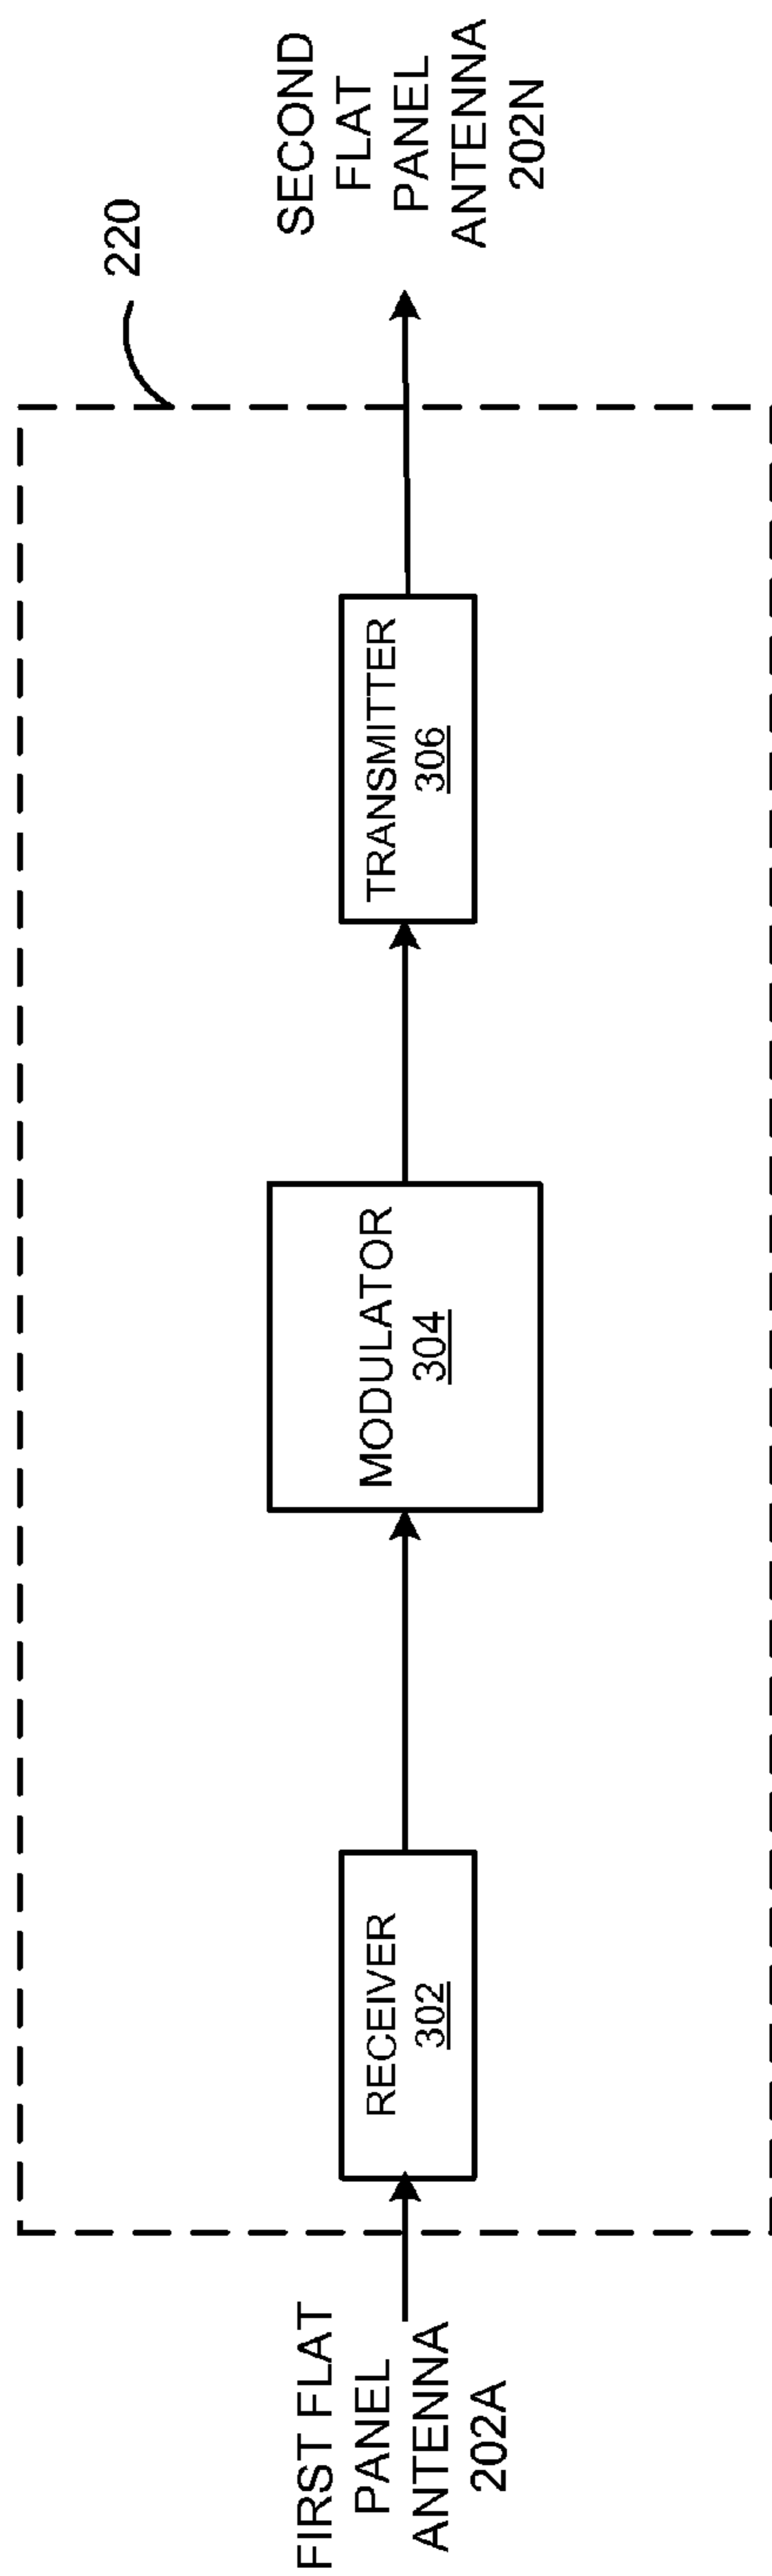 FIRST FLAT
PANEL
ANTENNA
202A
RECEIVER
302
MODULATOR
304
TRANSMITTER
306
220
SECOND
FLAT
PANEL
ANTENNA
202N